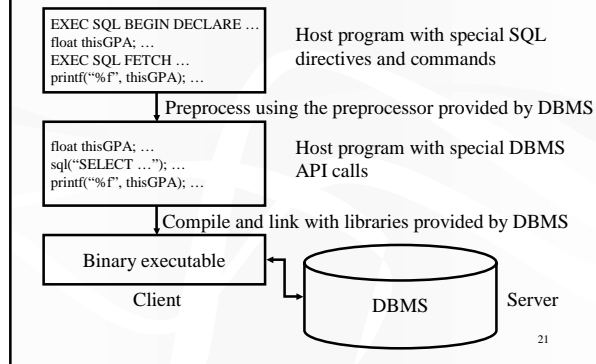 EXEC SQL BEGIN DECLARE …
float thisGPA; …
EXEC SQL FETCH …
printf(“%f”, thisGPA); …
Host program with special SQL
directives and commands
Preprocess using the preprocessor provided by DBMS
float thisGPA; …
sql(“SELECT …”); …
printf(“%f”, thisGPA); …
Host program with special DBMS
API calls
Compile and link with libraries provided by DBMS
Binary executable
Client
DBMS
Server
21